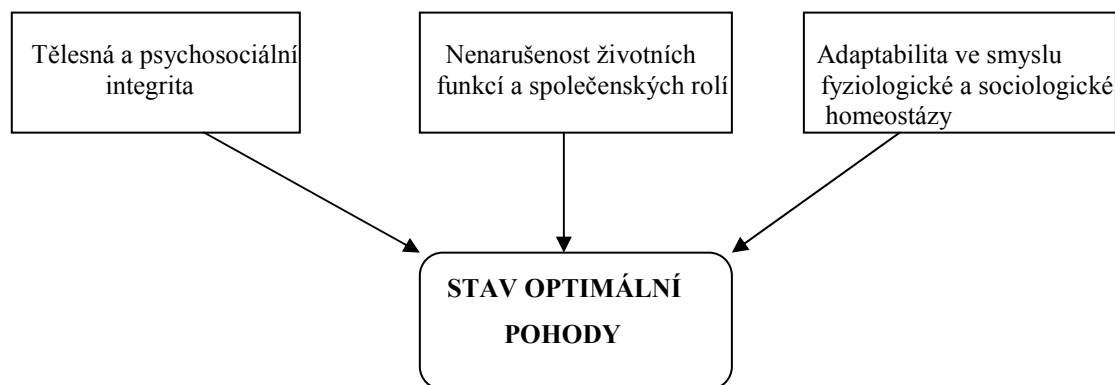 Tělesná a psychosociální
integrita
Nenarušenost životních
funkcí a společenských rolí
Adaptabilita ve smyslu
fyziologické a sociologické
homeostázy
STAV OPTIMÁLNÍ
POHODY